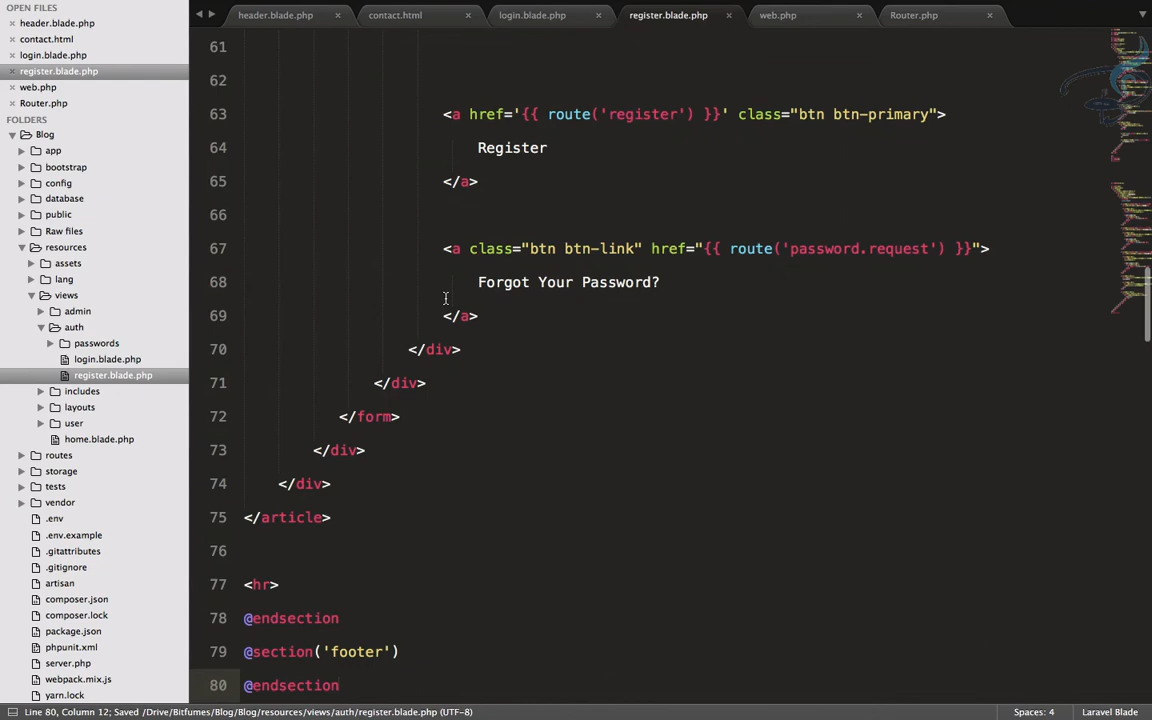 OPEN FILES
header.blade.php
contact.html
login.blade.php
register.blade.php
web.php
Router.php
FOLDERS
Blog
app
bootstrap
config
database
public
Raw files
resources
assets
lang
views
admin
auth
passwords
login.blade.php
register.blade.php
includes
layouts
user
home.blade.php
routes
storage
tests
vendor
.env
.env.example
.gitattributes
.gitignore
artisan
composer.json
composer.lock
package.json
phpunit.xml
server.php
webpack.mix.js
yarn.lock
header.blade.php contact.html login.blade.php register.blade.php web.php Router.php
61
62
63 <a href='{{ route('register') }}' class="btn btn-primary">
64 Register
65 </a>
66
67 <a class="btn btn-link" href="{{ route('password.request') }}">
68 Forgot Your Password?
69 </a>
70 </div>
71 </div>
72 </form>
73 </div>
74 </div>
75 </article>
76
77 <hr>
78 @endsection
79 @section('footer')
80 @endsection
Line 80, Column 12; Saved /Drive/Bitfumes/Blog/Blog/resources/views/auth/register.blade.php (UTF-8) Spaces: 4 Laravel Blade